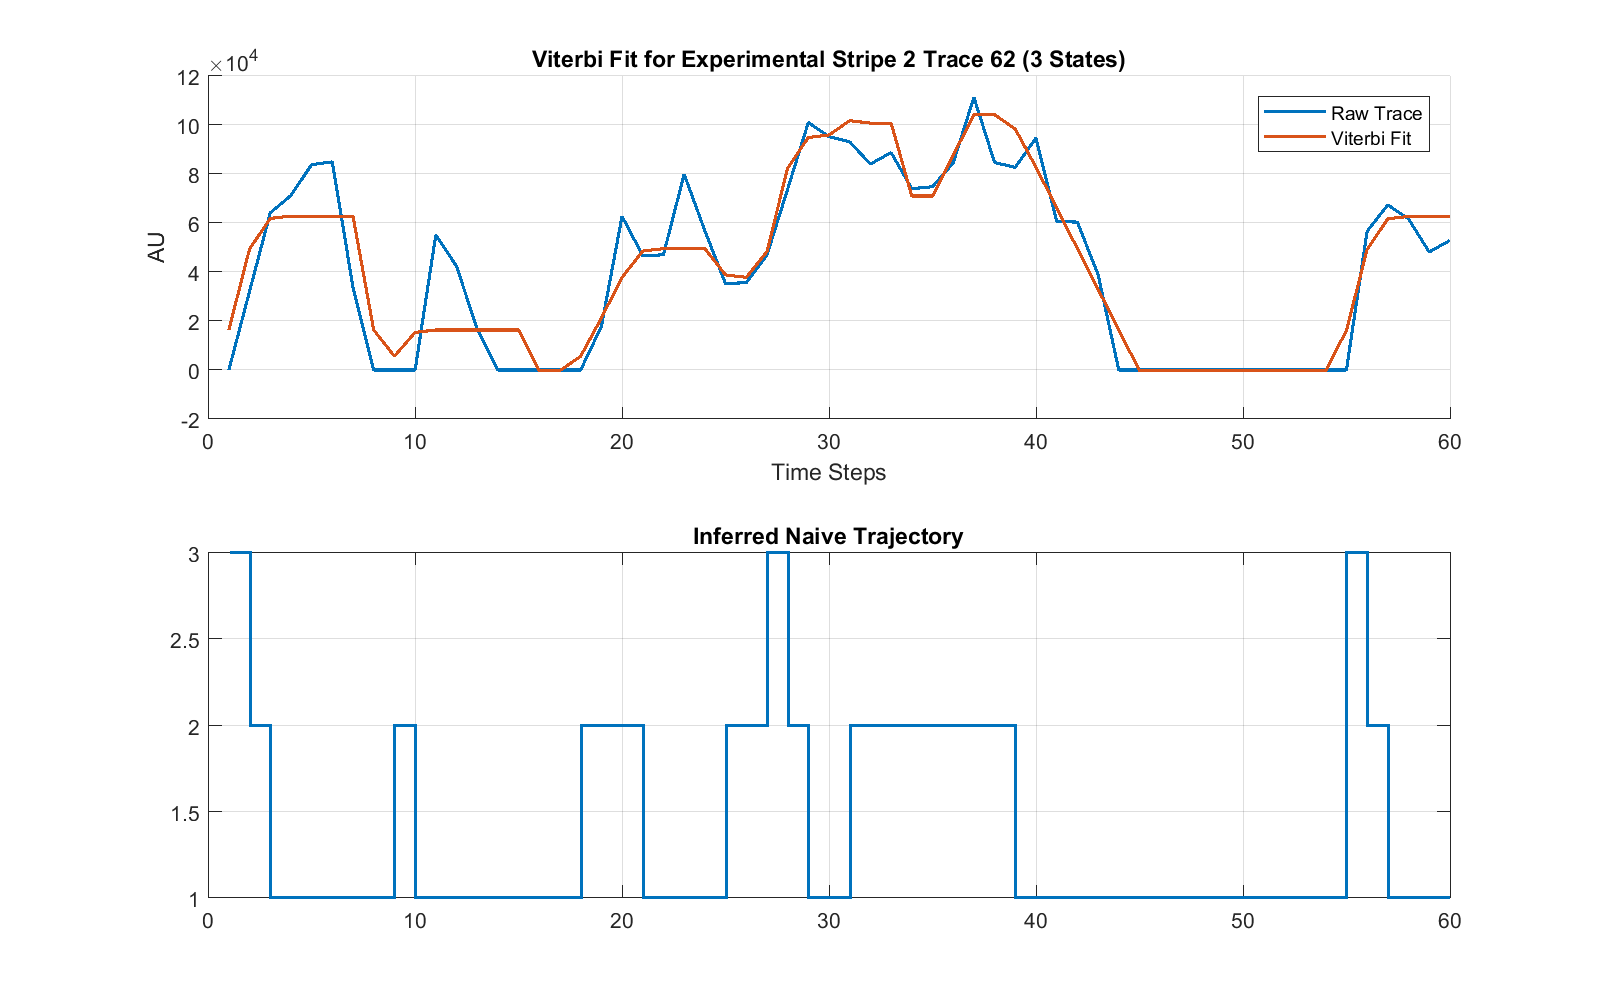 Viterbi Fit for Experimental Stripe 2 Trace 62 (3 States)
×10^4
12
10
8
6
4
2
0
-2
AU
Raw Trace
Viterbi Fit
0 10 20 30 40 50 60
Time Steps
Inferred Naive Trajectory
3
2.5
2
1.5
1
0 10 20 30 40 50 60